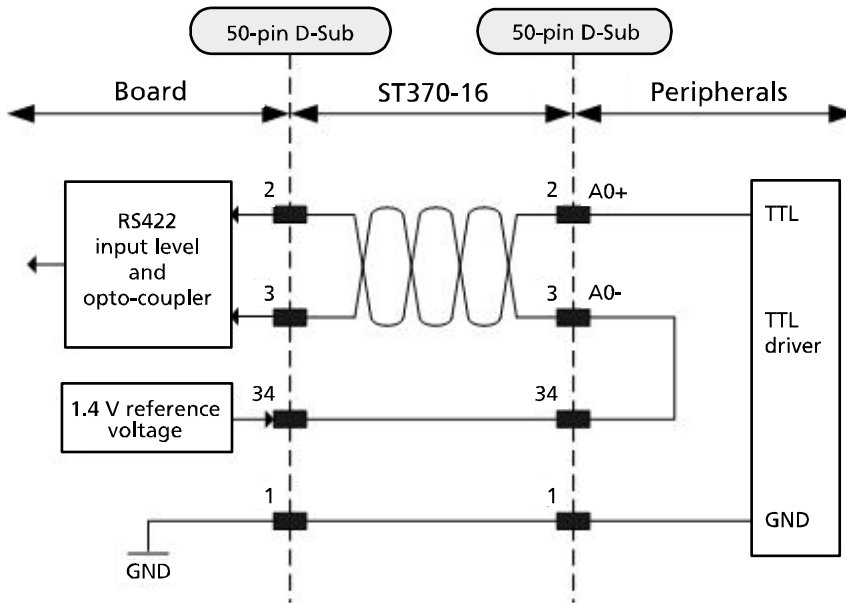 50-pin D-Sub
50-pin D-Sub
Board
ST370-16
Peripherals
2
2
A0+
TTL
RS422
input level
and
opto-coupler
3
3
A0-
TTL
driver
34
34
1.4 V reference
voltage
1
1
GND
GND